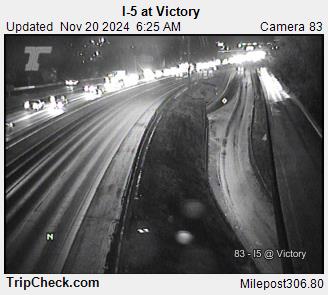 I-5 at Victory
Updated Nov 20 2024 6:25 AM Camera 83
T
N
83 - I5 @ Victory
TripCheck.com Milepost306.80